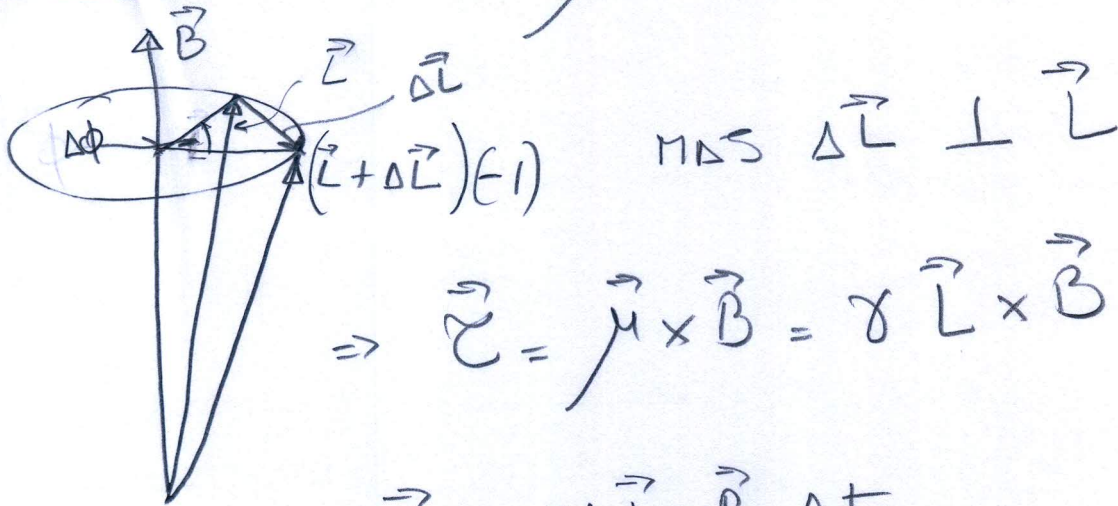 B⃗
L⃗ ΔL⃗
Δϕ
(L⃗ + ΔL⃗)(-1)
MAS ΔL⃗ ⊥ L⃗
⇒ τ⃗ = μ⃗ × B⃗ = γ L⃗ × B⃗